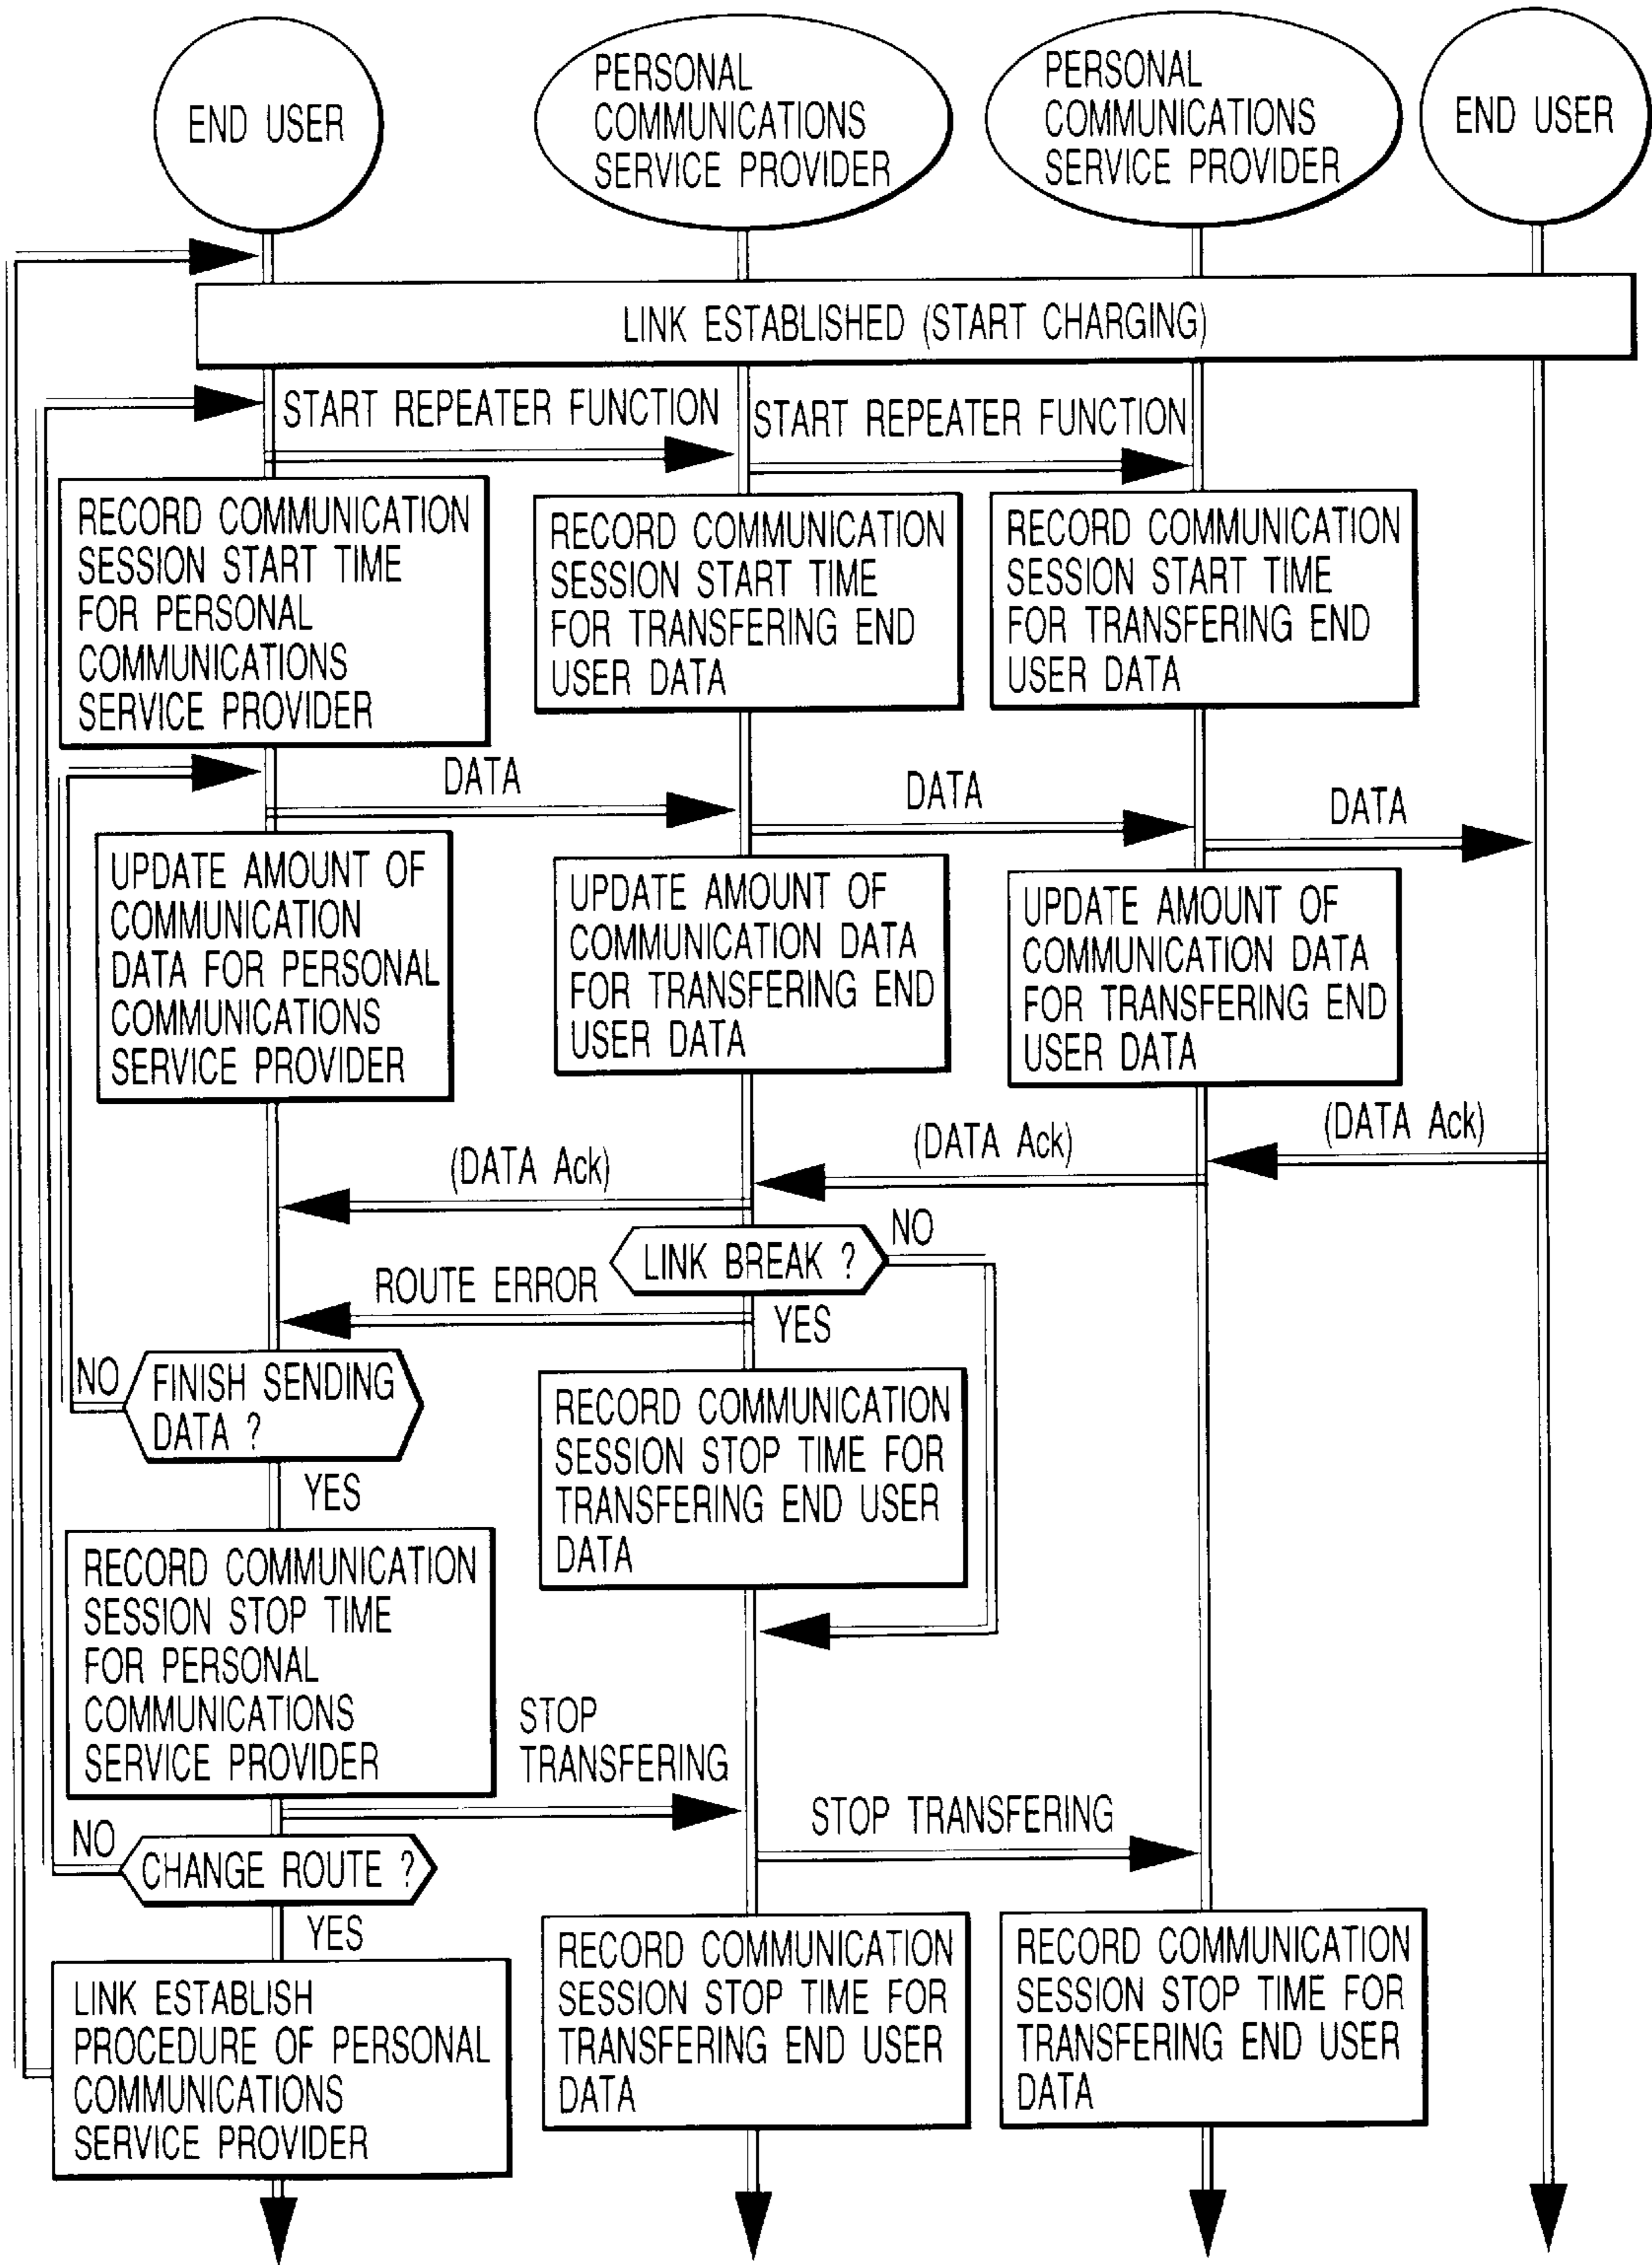 END USER
PERSONAL
COMMUNICATIONS
SERVICE PROVIDER
PERSONAL
COMMUNICATIONS
SERVICE PROVIDER
END USER
LINK ESTABLISHED (START CHARGING)
START REPEATER FUNCTION
START REPEATER FUNCTION
RECORD COMMUNICATION
SESSION START TIME
FOR PERSONAL
COMMUNICATIONS
SERVICE PROVIDER
RECORD COMMUNICATION
SESSION START TIME
FOR TRANSFERING END
USER DATA
RECORD COMMUNICATION
SESSION START TIME
FOR TRANSFERING END
USER DATA
DATA
DATA
DATA
UPDATE AMOUNT OF
COMMUNICATION
DATA FOR PERSONAL
COMMUNICATIONS
SERVICE PROVIDER
UPDATE AMOUNT OF
COMMUNICATION DATA
FOR TRANSFERING END
USER DATA
UPDATE AMOUNT OF
COMMUNICATION DATA
FOR TRANSFERING END
USER DATA
(DATA Ack)
(DATA Ack)
(DATA Ack)
LINK BREAK ?
NO
ROUTE ERROR
YES
NO
FINISH SENDING
DATA ?
YES
RECORD COMMUNICATION
SESSION STOP TIME FOR
TRANSFERING END USER
DATA
RECORD COMMUNICATION
SESSION STOP TIME
FOR PERSONAL
COMMUNICATIONS
SERVICE PROVIDER
STOP
TRANSFERING
STOP TRANSFERING
NO
CHANGE ROUTE ?
YES
LINK ESTABLISH
PROCEDURE OF PERSONAL
COMMUNICATIONS
SERVICE PROVIDER
RECORD COMMUNICATION
SESSION STOP TIME FOR
TRANSFERING END USER
DATA
RECORD COMMUNICATION
SESSION STOP TIME FOR
TRANSFERING END USER
DATA